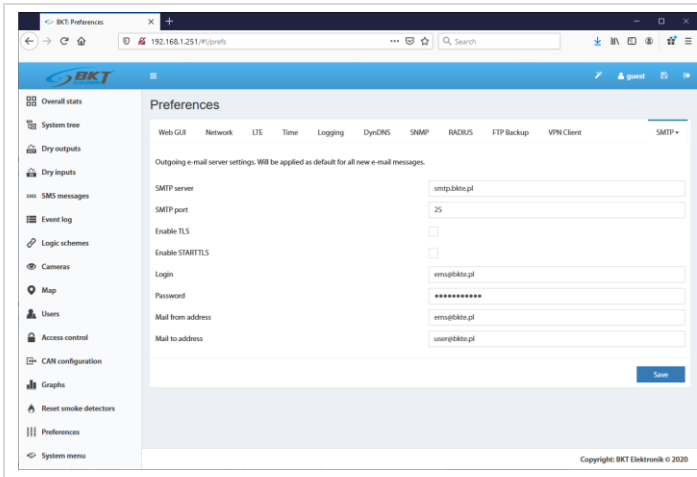 BKT: Preferences
192.168.1.251/#!/prefs
Search
BKT
guest
Overall stats
System tree
Dry outputs
Dry inputs
SMS SMS messages
Event log
Logic schemes
Cameras
Map
Users
Access control
CAN configuration
Graphs
Reset smoke detectors
Preferences
System menu
Preferences
Web GUI Network LTE Time Logging DynDNS SNMP RADIUS FTP Backup VPN Client SMTP
Outgoing e-mail server settings. Will be applied as default for all new e-mail messages.
SMTP server smtp.bkte.pl
SMTP port 25
Enable TLS
Enable STARTTLS
Login ems@bkte.pl
Password ●●●●●●●●●●●
Mail from address ems@bkte.pl
Mail to address user@bkte.pl
Save
Copyright: BKT Elektronik © 2020